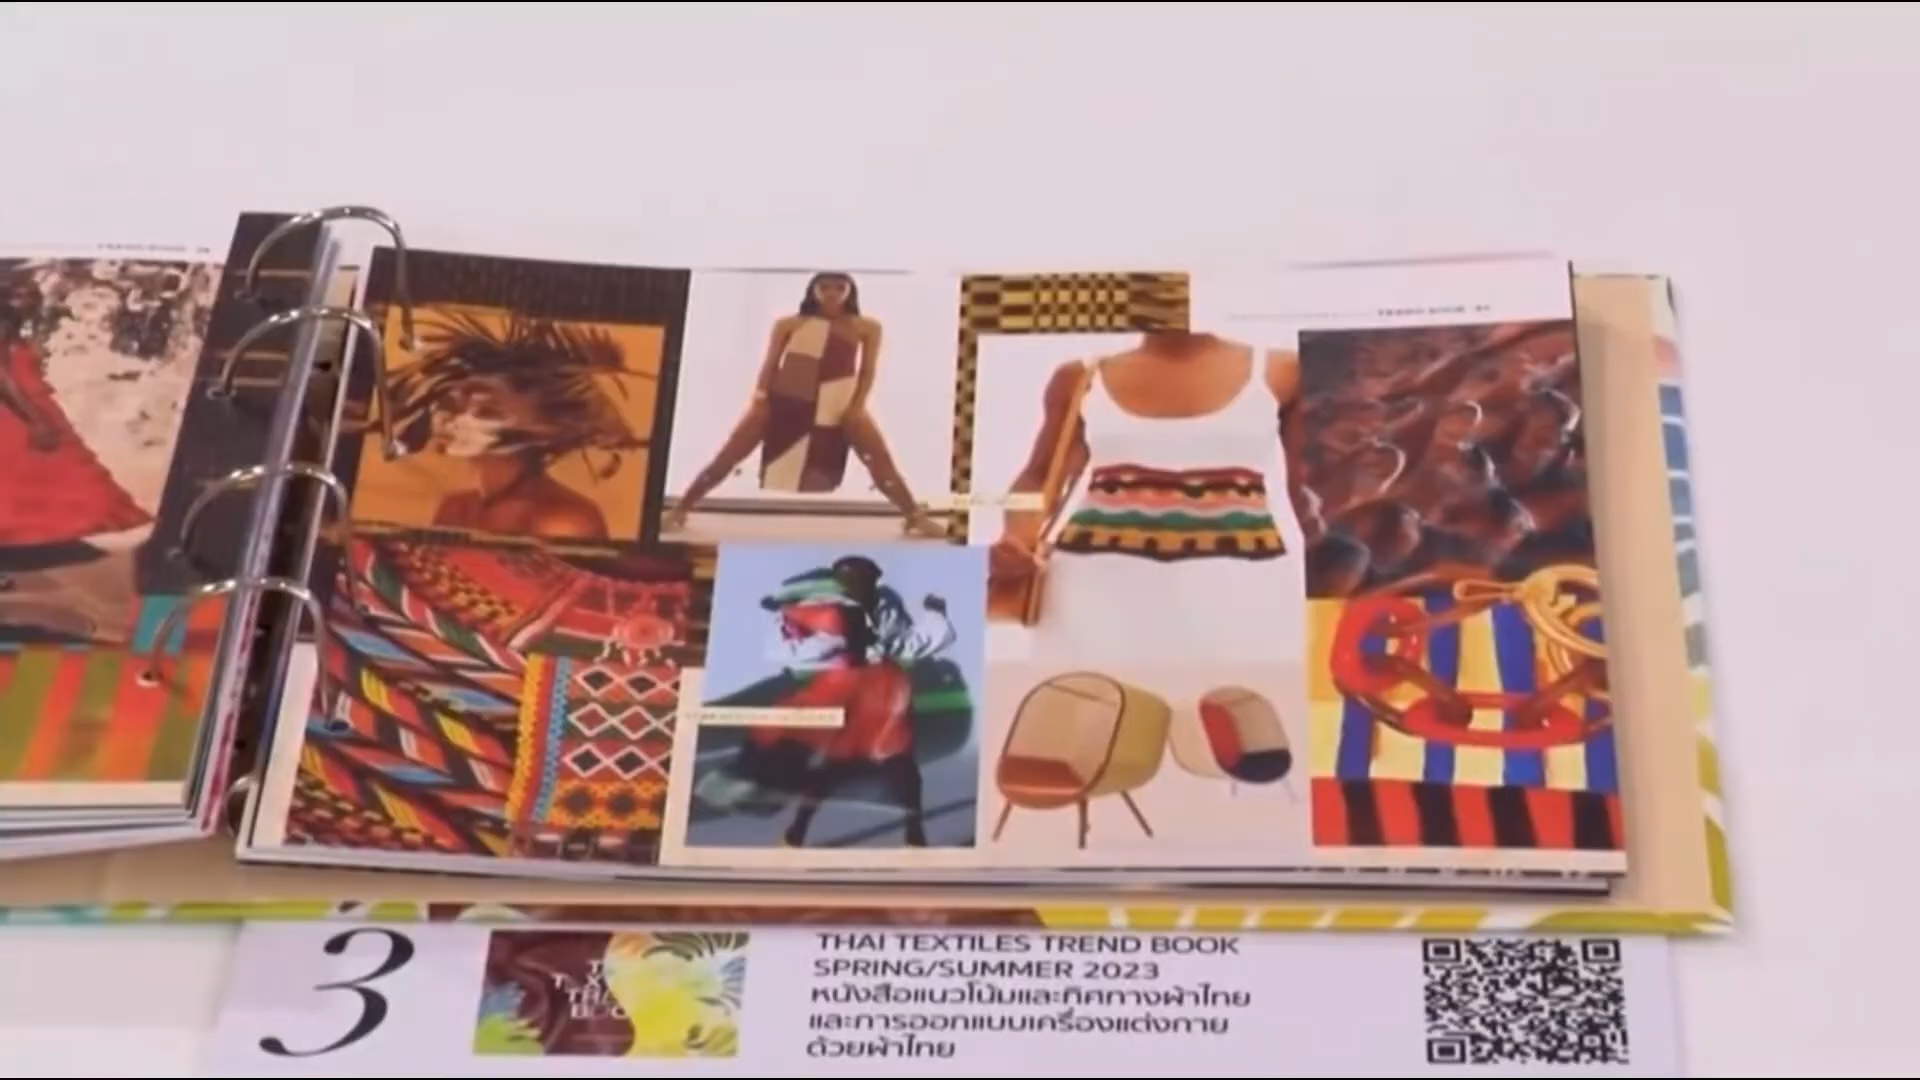 TREND BOOK
3
THAI TEXTILES TREND BOOK
SPRING/SUMMER 2023
หนังสือแนวโน้มและทิศทางผ้าไทย
และการออกแบบเครื่องแต่งกาย
ด้วยผ้าไทย